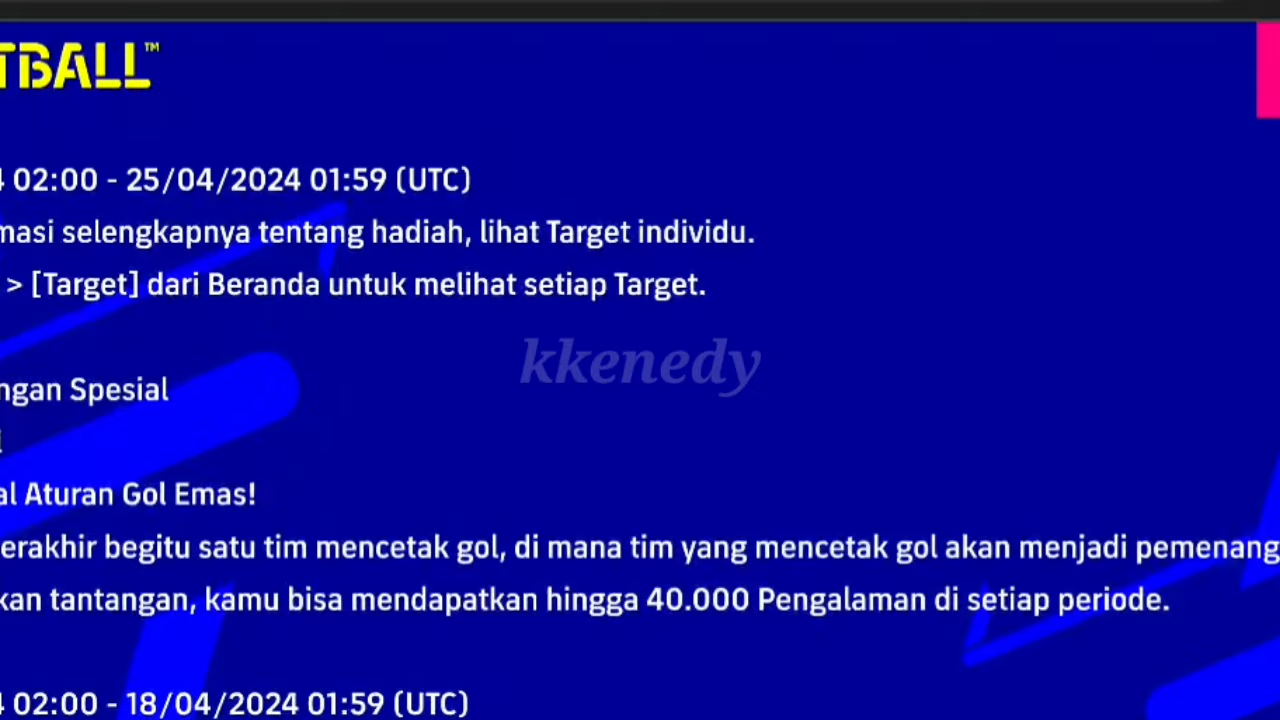 TBALL™
02:00 - 25/04/2024 01:59 (UTC)
masi selengkapnya tentang hadiah, lihat Target individu.
> [Target] dari Beranda untuk melihat setiap Target.
kkenedy
ngan Spesial
al Aturan Gol Emas!
erakhir begitu satu tim mencetak gol, di mana tim yang mencetak gol akan menjadi pemenang
kan tantangan, kamu bisa mendapatkan hingga 40.000 Pengalaman di setiap periode.
02:00 - 18/04/2024 01:59 (UTC)